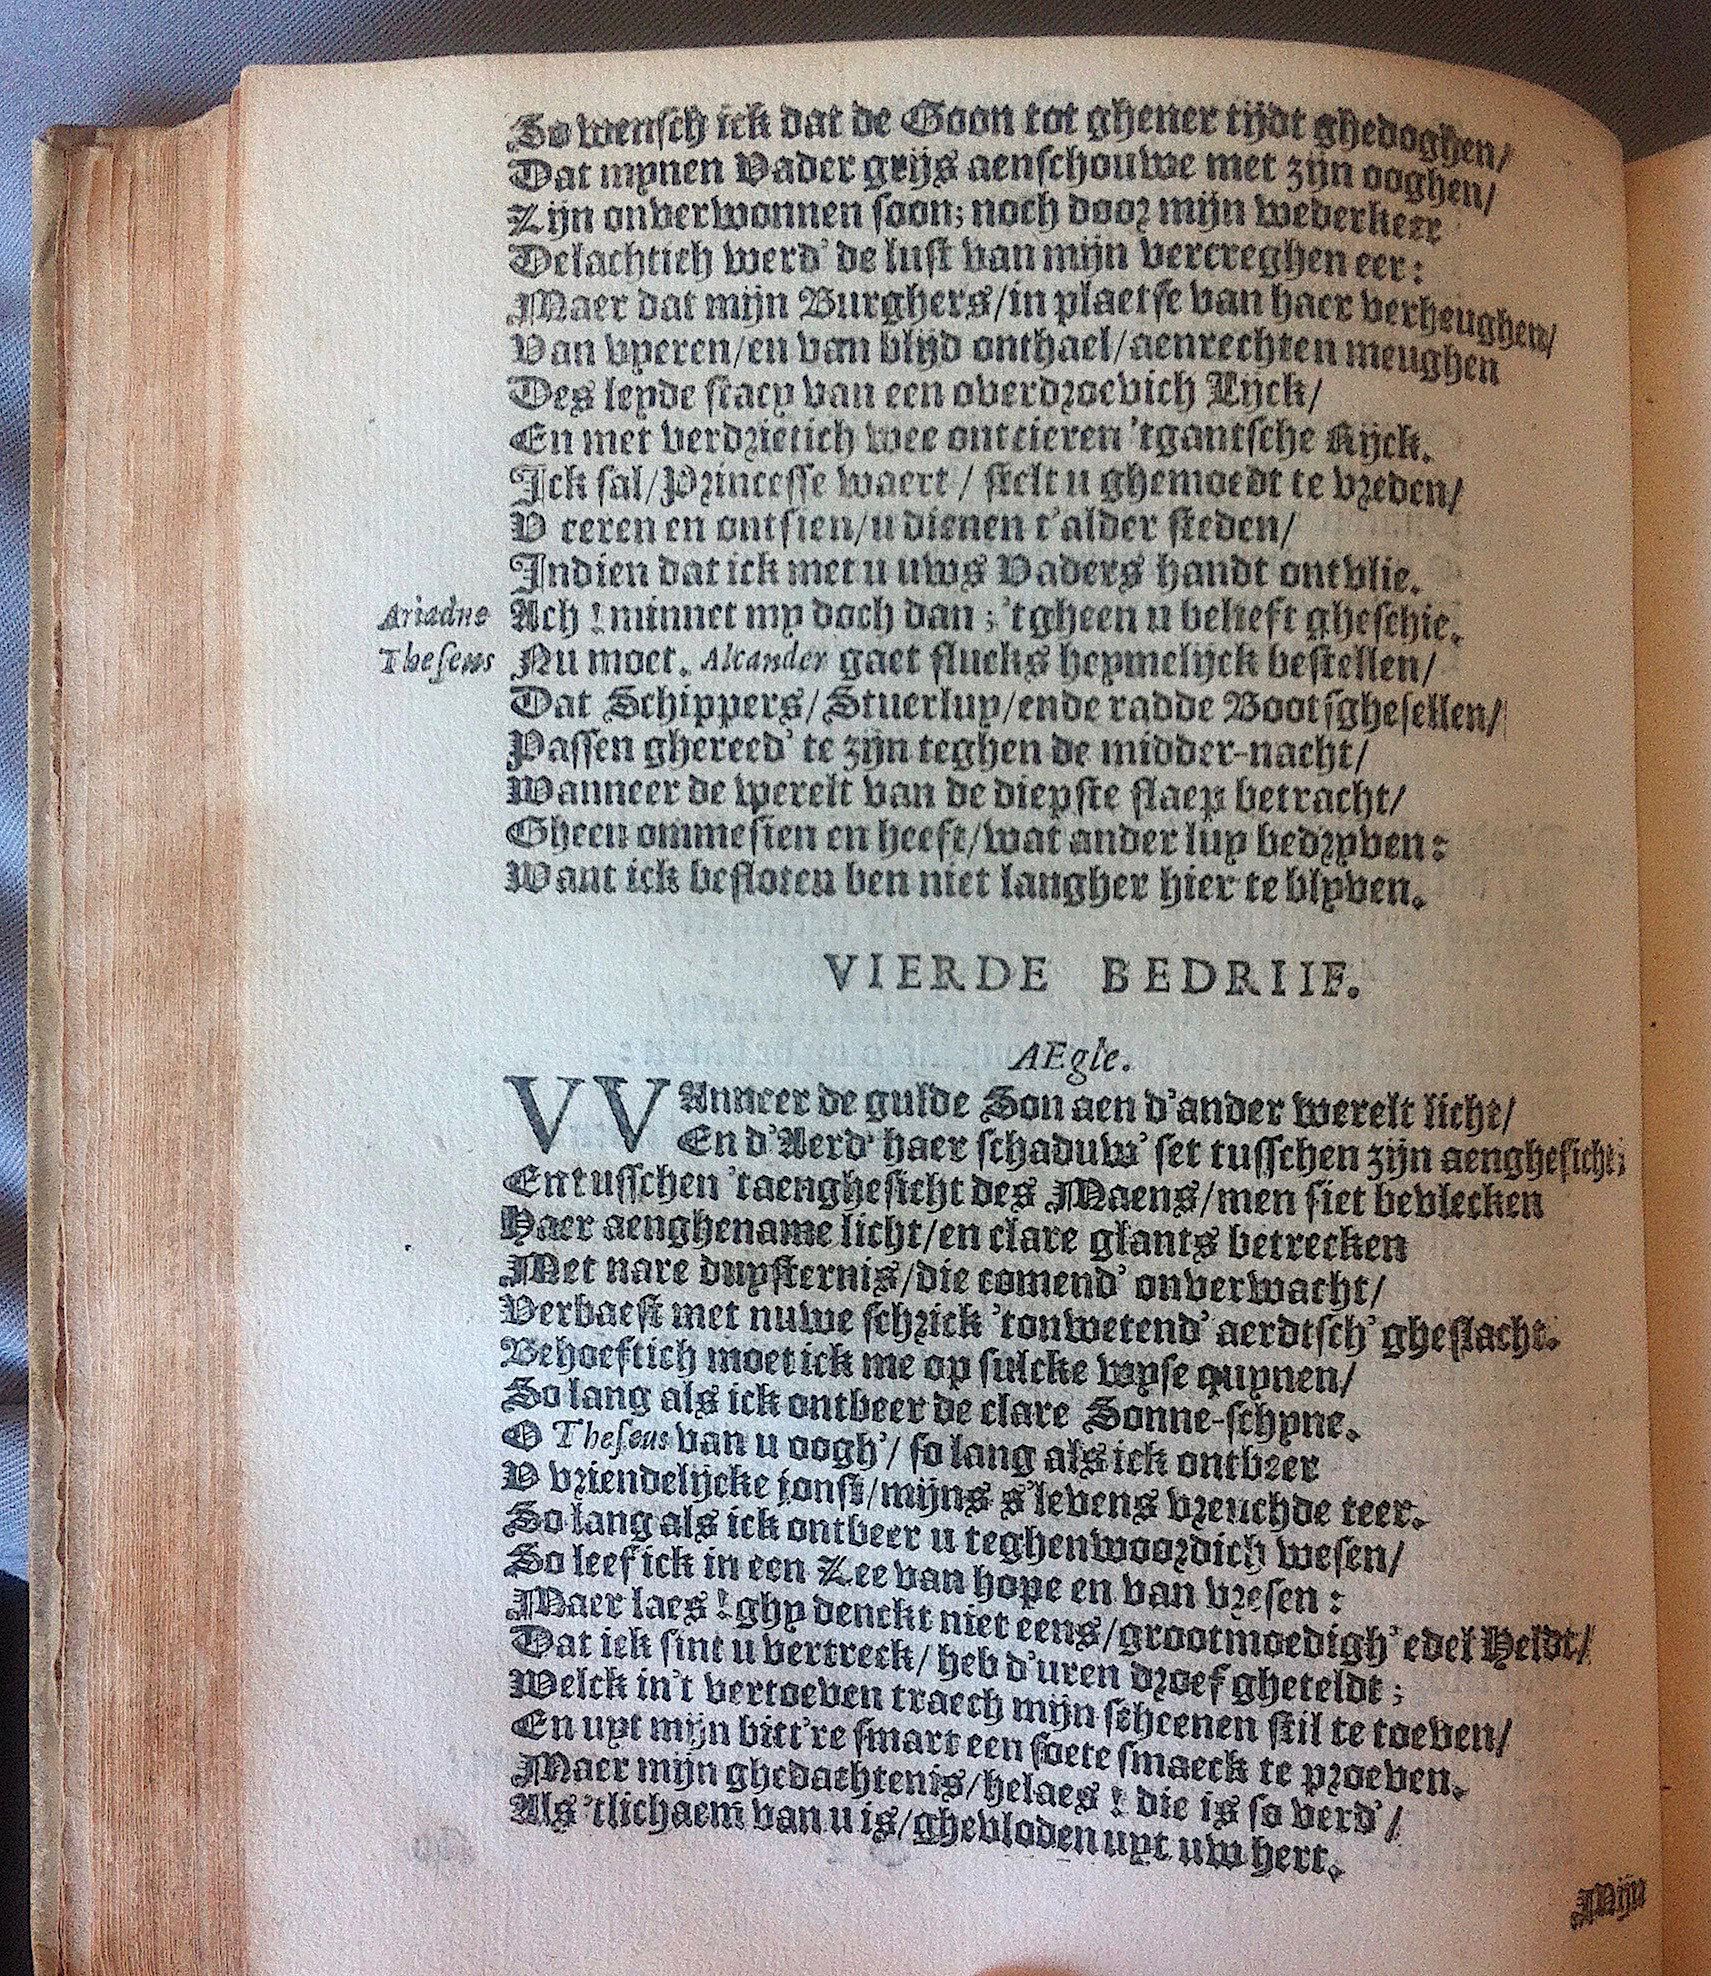 So wensch ick dat de Goon tot ghener tijdt ghedoghen/
Dat mynen Vader grijs aenschouwe met zijn ooghen/
Zijn onverwonnen soon; noch door mijn wederkeer
Delachtich werd' de lust van mijn vercreghen eer:
Maer dat mijn Burghers/in plaetse van haer verheughen/
Van vyeren/en van blijd onthael/aenrechten meughen
Des leyde stacy van een overdroevich Lijck/
En met verdrietich wee ontcieren 'tgantsche Rijck.
Ick sal/Princesse waert/ stelt u ghemoedt te vreden/
V eeren en ontsien/u dienen t'alder steden/
Indien dat ick met u uws Vaders handt ontvlie.
Ariadne Ach! minnet my doch dan; 'tgheen u belieft gheschie.
Theseus Nu moet. Alcander gaet flucks heymelijck bestellen/
Dat Schippers/Stuerluy/ende radde Bootsghesellen/
Passen ghereed' te zijn teghen de midder-nacht/
Wanneer de werelt van de diepste slaep betracht/
Gheen ommesien en heeft/wat ander luy bedryven:
Want ick besloten ben niet langher hier te blyven.
VIERDE BEDRIIF.
AEgle.
VVAnneer de gulde Son aen d'ander werelt licht/
En d'Aerd' haer schaduw' set tusschen zijn aenghesicht;
En tusschen 'taenghesicht des Maens/men siet bevlecken
Haer aenghename licht/en clare glants betrecken
Met nare duysternis/die comend' onverwacht/
Verbaest met nuwe schrick 'tonwetend' aerdtsch' gheslacht.
Behoeftich moet ick me op sulcke wyse quynen/
So lang als ick ontbeer de clare Sonne-schyne.
O Theseus van u oogh'/ so lang als ick ontbeer
V vriendelijcke jonst/mijns s'levens vreuchde teer.
So lang als ick ontbeer u teghenwoordich wesen/
So leef ick in een Zee van hope en van vresen:
Maer laes! ghy denckt niet eens/grootmoedigh' edel Heldt/
Dat ick sint u vertreck/ heb d'uren droef gheteldt;
Welck in't vertoeven traech mijn scheenen stil te toeven/
En uyt mijn bitt're smart een soete smaeck te proeven.
Maer mijn ghedachtenis/helaes! die is so verd'/
Als 'tlichaem van u is/ghevloden uyt uw hert.
Mijn